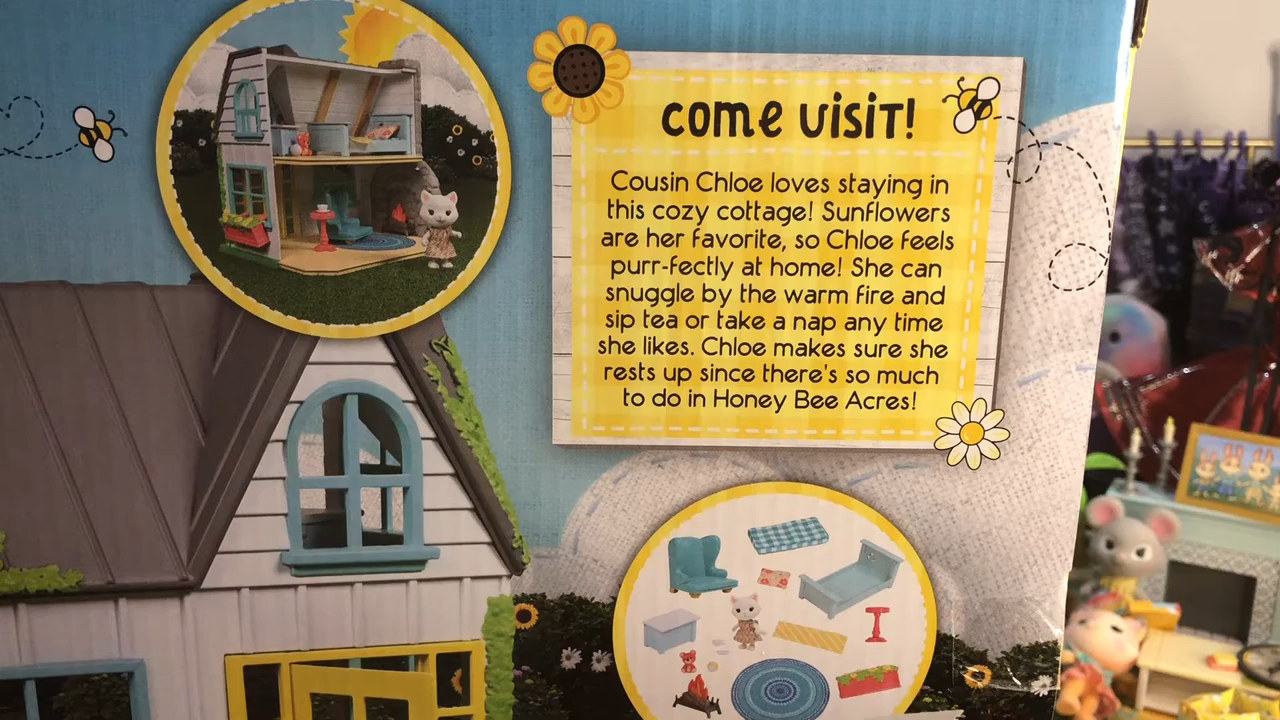 come visit!
Cousin Chloe loves staying in
this cozy cottage! Sunflowers
are her favorite, so Chloe feels
purr-fectly at home! She can
snuggle by the warm fire and
sip tea or take a nap any time
she likes. Chloe makes sure she
rests up since there's so much
to do in Honey Bee Acres!